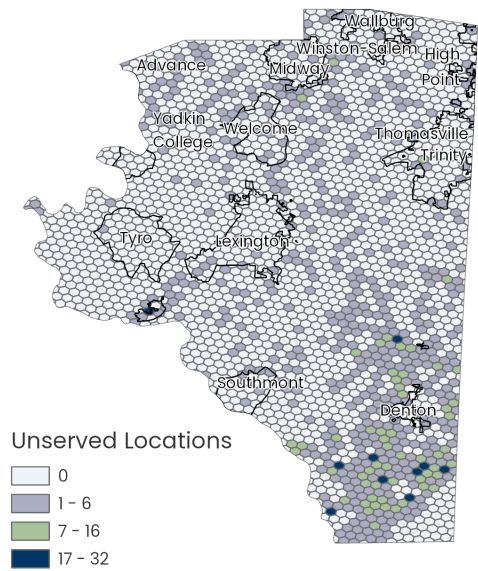 Wallburg
Winston-Salem
High
Point
Advance
Midway
Yadkin
College
Welcome
Thomasville
Trinity
Tyro
Lexington
Southmont
Denton
Unserved Locations
0
1 - 6
7 - 16
17 - 32